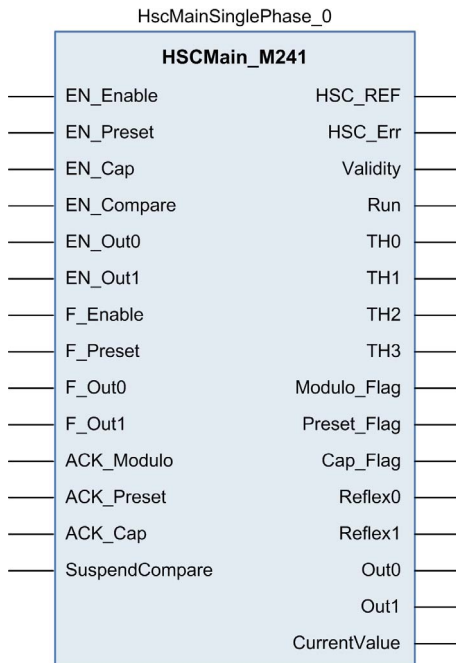 HscMainSinglePhase_0
HSCMain_M241
EN_Enable HSC_REF
EN_Preset HSC_Err
EN_Cap Validity
EN_Compare Run
EN_Out0 TH0
EN_Out1 TH1
F_Enable TH2
F_Preset TH3
F_Out0 Modulo_Flag
F_Out1 Preset_Flag
ACK_Modulo Cap_Flag
ACK_Preset Reflex0
ACK_Cap Reflex1
SuspendCompare Out0
Out1
CurrentValue